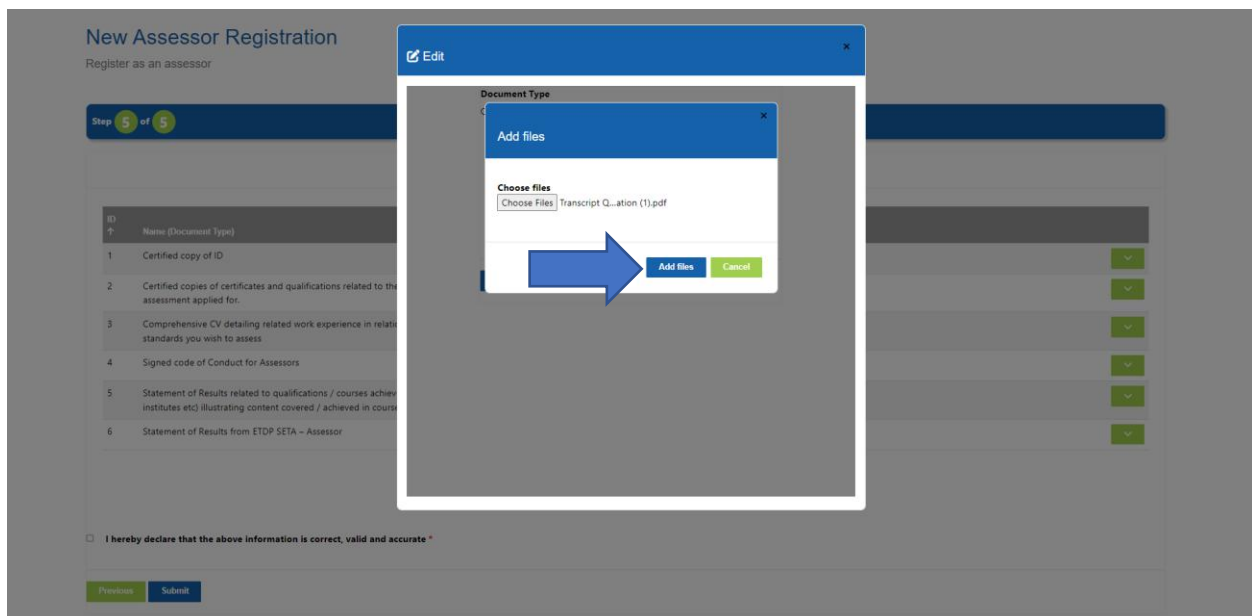 New Assessor Registration
Register as an assessor
Edit
×
Document Type
Step 5 of 5
Add files
×
Choose files
Choose Files Transcript Q...ation (1).pdf
Add files Cancel
ID
↑ Name (Document Type)
1 Certified copy of ID
2 Certified copies of certificates and qualifications related to the
assessment applied for.
3 Comprehensive CV detailing related work experience in relatio
standards you wish to assess
4 Signed code of Conduct for Assessors
5 Statement of Results related to qualifications / courses achiev
institutes etc) illustrating content covered / achieved in course
6 Statement of Results from ETDP SETA – Assessor
I hereby declare that the above information is correct, valid and accurate *
Previous Submit